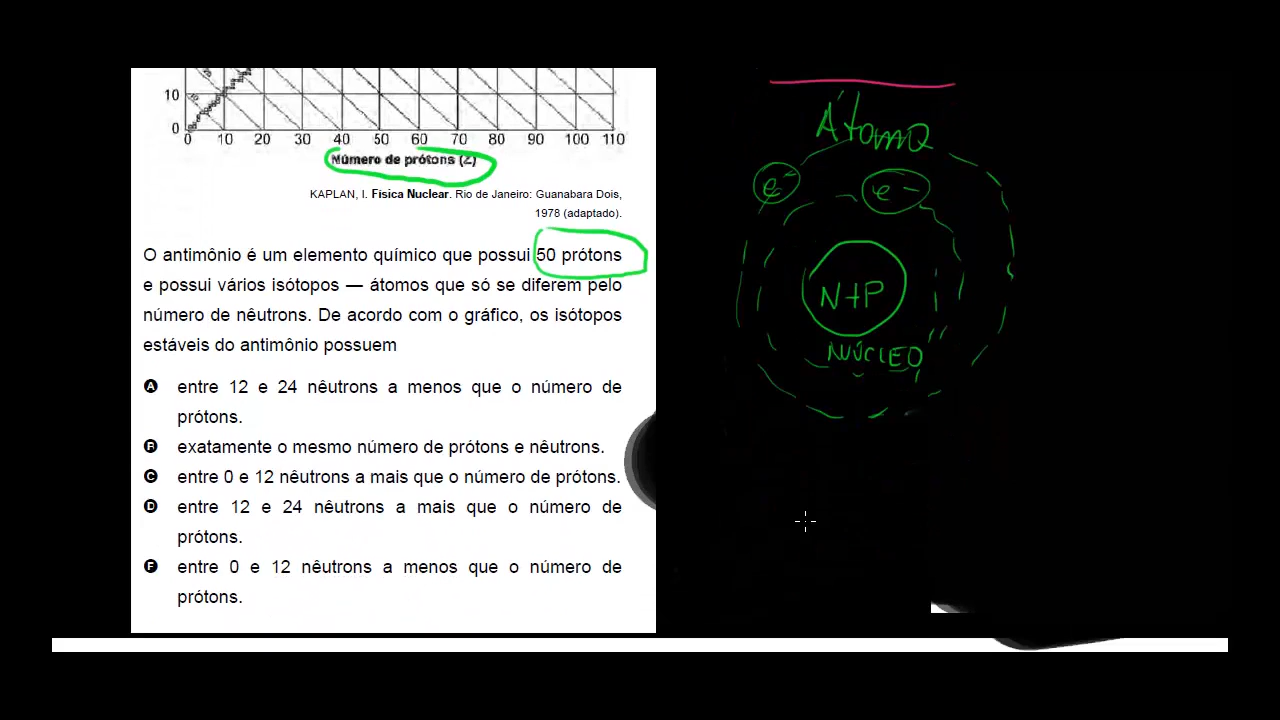 10
0
0 10 20 30 40 50 60 70 80 90 100 110
Número de prótons (Z)
KAPLAN, I. Física Nuclear. Rio de Janeiro: Guanabara Dois,
1978 (adaptado).
O antimônio é um elemento químico que possui 50 prótons
e possui vários isótopos — átomos que só se diferem pelo
número de nêutrons. De acordo com o gráfico, os isótopos
estáveis do antimônio possuem
A entre 12 e 24 nêutrons a menos que o número de
prótons.
B exatamente o mesmo número de prótons e nêutrons.
C entre 0 e 12 nêutrons a mais que o número de prótons.
D entre 12 e 24 nêutrons a mais que o número de
prótons.
E entre 0 e 12 nêutrons a menos que o número de
prótons.
Átomo
e- e-
N+P
NÚCLEO